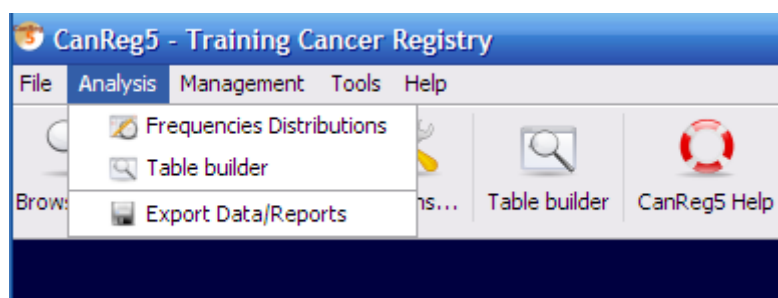 CanReg5 - Training Cancer Registry
File Analysis Management Tools Help
Frequencies Distributions
Table builder
Export Data/Reports
Table builder CanReg5 Help